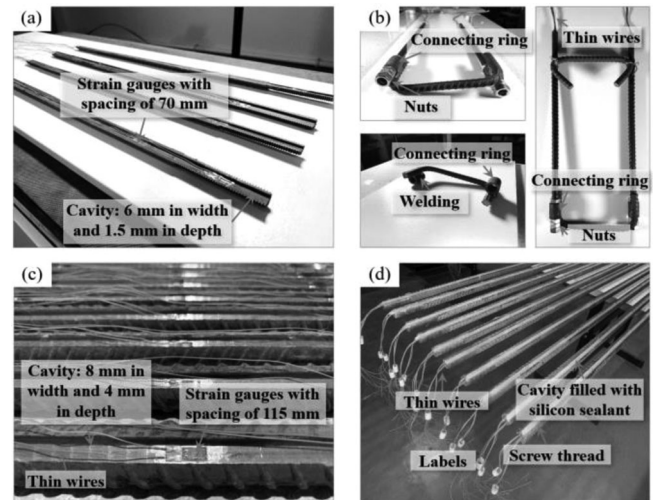 (a)
Strain gauges with
spacing of 70 mm
Cavity: 6 mm in width
and 1.5 mm in depth
(b)
Connecting ring
Nuts
Connecting ring
Welding
Thin wires
Connecting ring
Nuts
(c)
Cavity: 8 mm in
width and 4 mm
in depth
Strain gauges with
spacing of 115 mm
Thin wires
(d)
Thin wires
Cavity filled with
silicon sealant
Labels
Screw thread